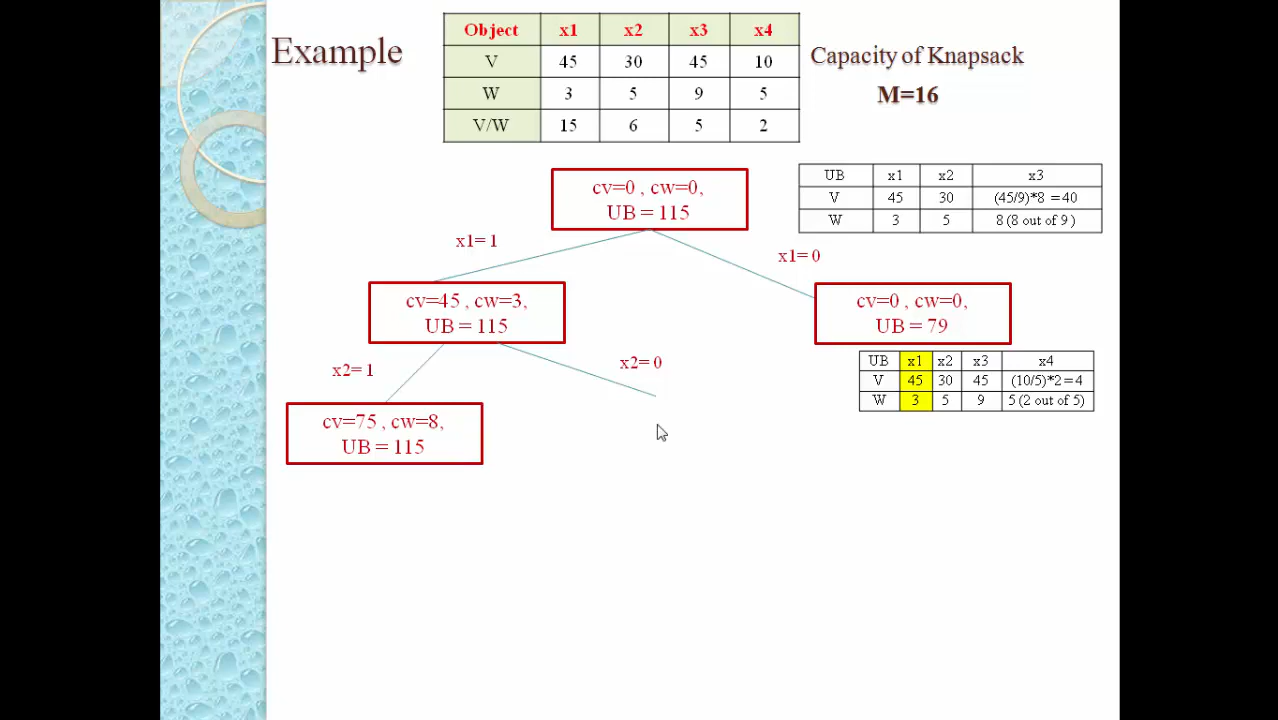 Example
Object x1 x2 x3 x4
V 45 30 45 10
W 3 5 9 5
V/W 15 6 5 2
Capacity of Knapsack
M=16
cv=0 , cw=0,
UB = 115
UB x1 x2 x3
V 45 30 (45/9)*8 =40
W 3 5 8 (8 out of 9 )
x1= 1
x1= 0
cv=45 , cw=3,
UB = 115
cv=0 , cw=0,
UB = 79
x2= 1
x2= 0
UB x1 x2 x3 x4
V 45 30 45 (10/5)*2=4
W 3 5 9 5 (2 out of 5)
cv=75 , cw=8,
UB = 115